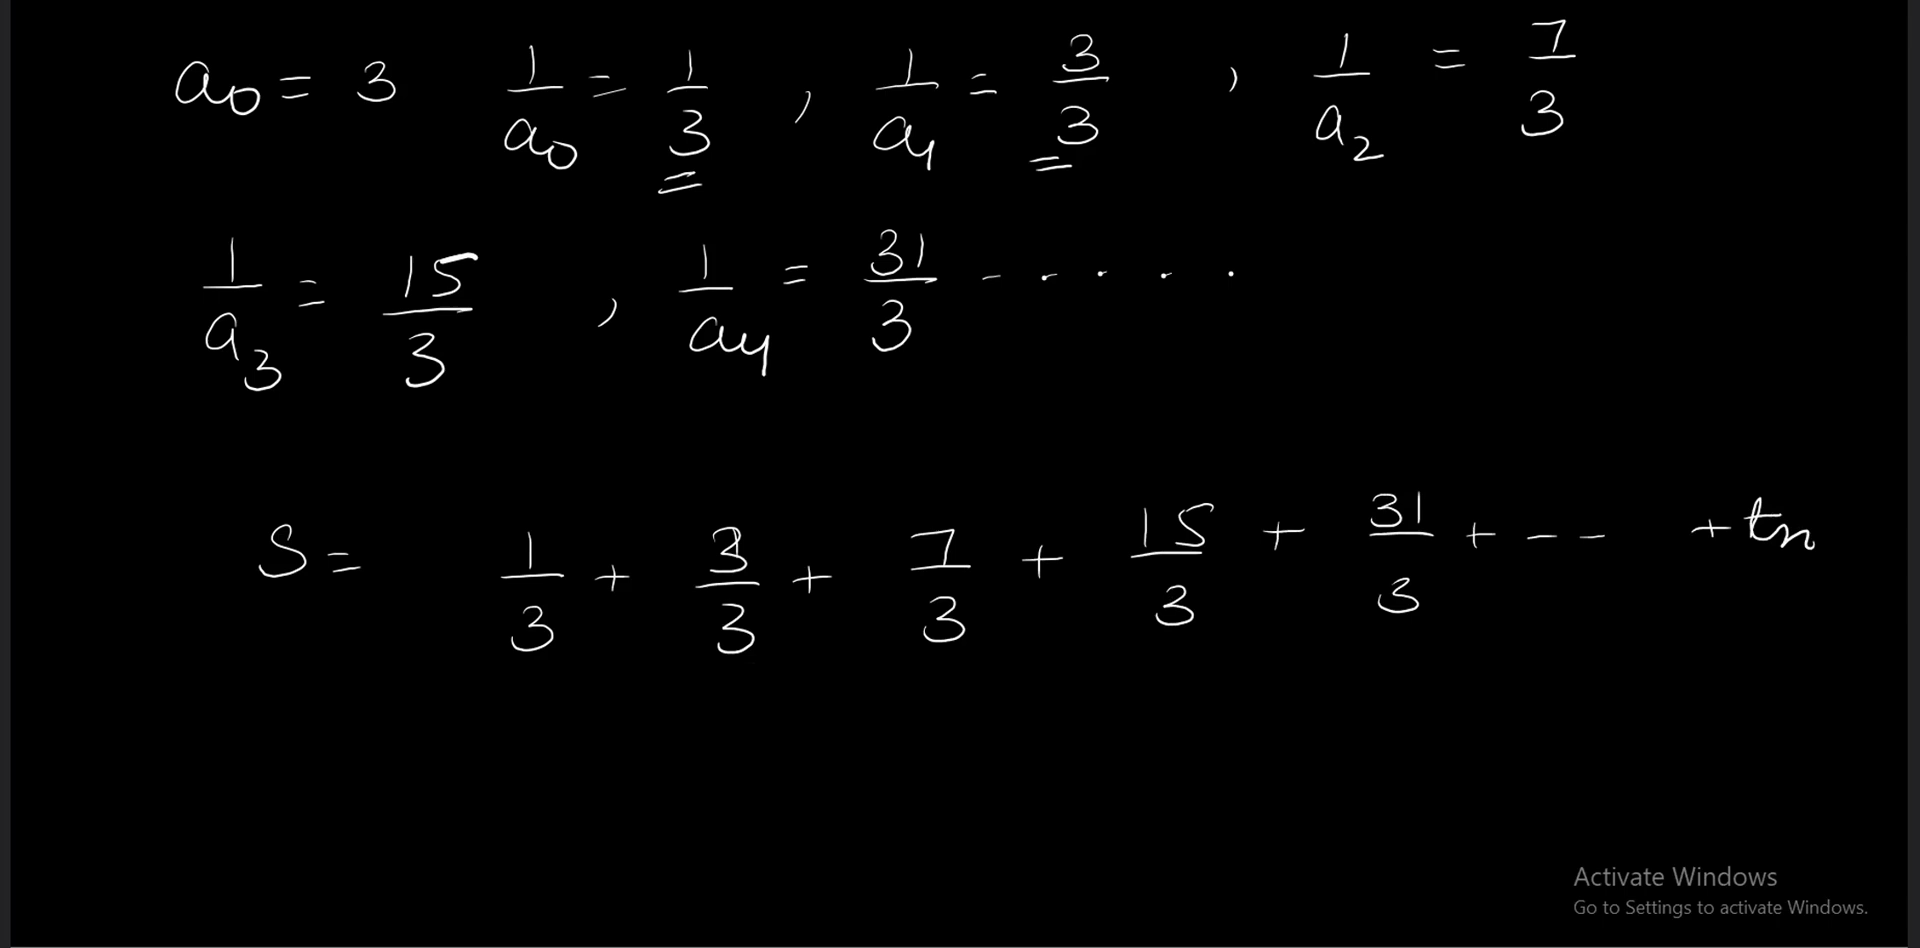 a₀ = 3 1/a₀ = 1/3 , 1/a₁ = 3/3 , 1/a₂ = 7/3
1/a₃ = 15/3 , 1/a₄ = 31/3 - . . . .
S = 1/3 + 3/3 + 7/3 + 15/3 + 31/3 + - - + tn
Activate Windows
Go to Settings to activate Windows.